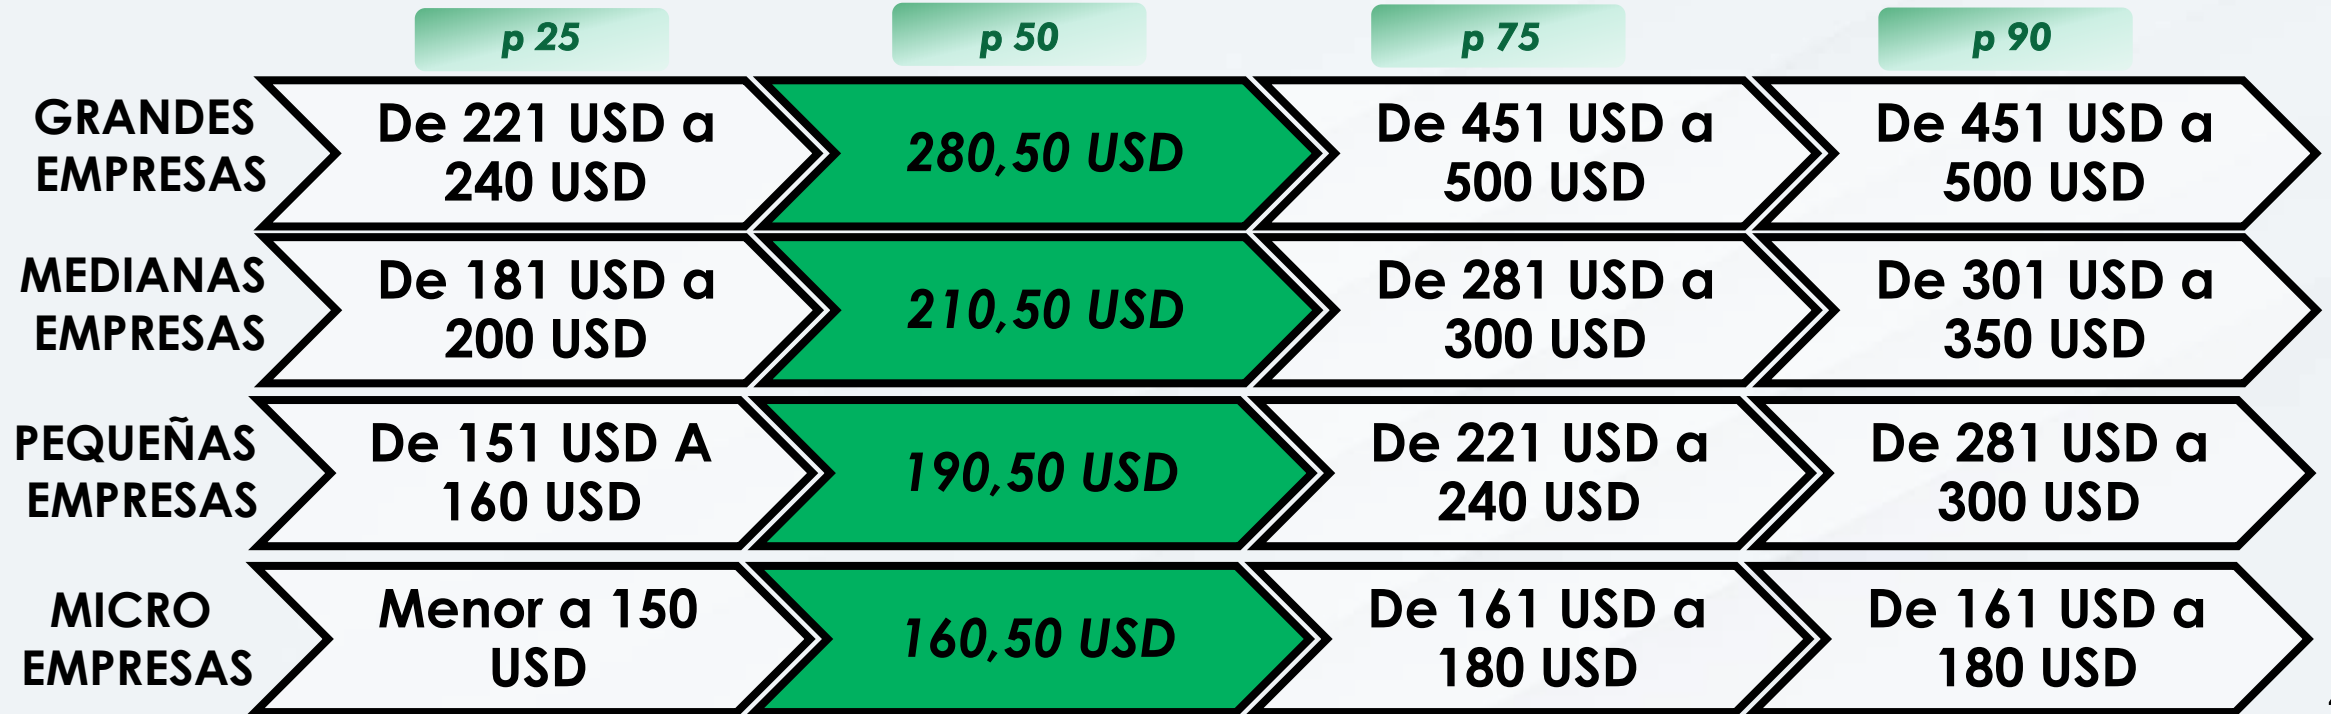 p 25
p 50
p 75
p 90
GRANDES
EMPRESAS
De 221 USD a
240 USD
280,50 USD
De 451 USD a
500 USD
De 451 USD a
500 USD
MEDIANAS
EMPRESAS
De 181 USD a
200 USD
210,50 USD
De 281 USD a
300 USD
De 301 USD a
350 USD
PEQUEÑAS
EMPRESAS
De 151 USD A
160 USD
190,50 USD
De 221 USD a
240 USD
De 281 USD a
300 USD
MICRO
EMPRESAS
Menor a 150
USD
160,50 USD
De 161 USD a
180 USD
De 161 USD a
180 USD